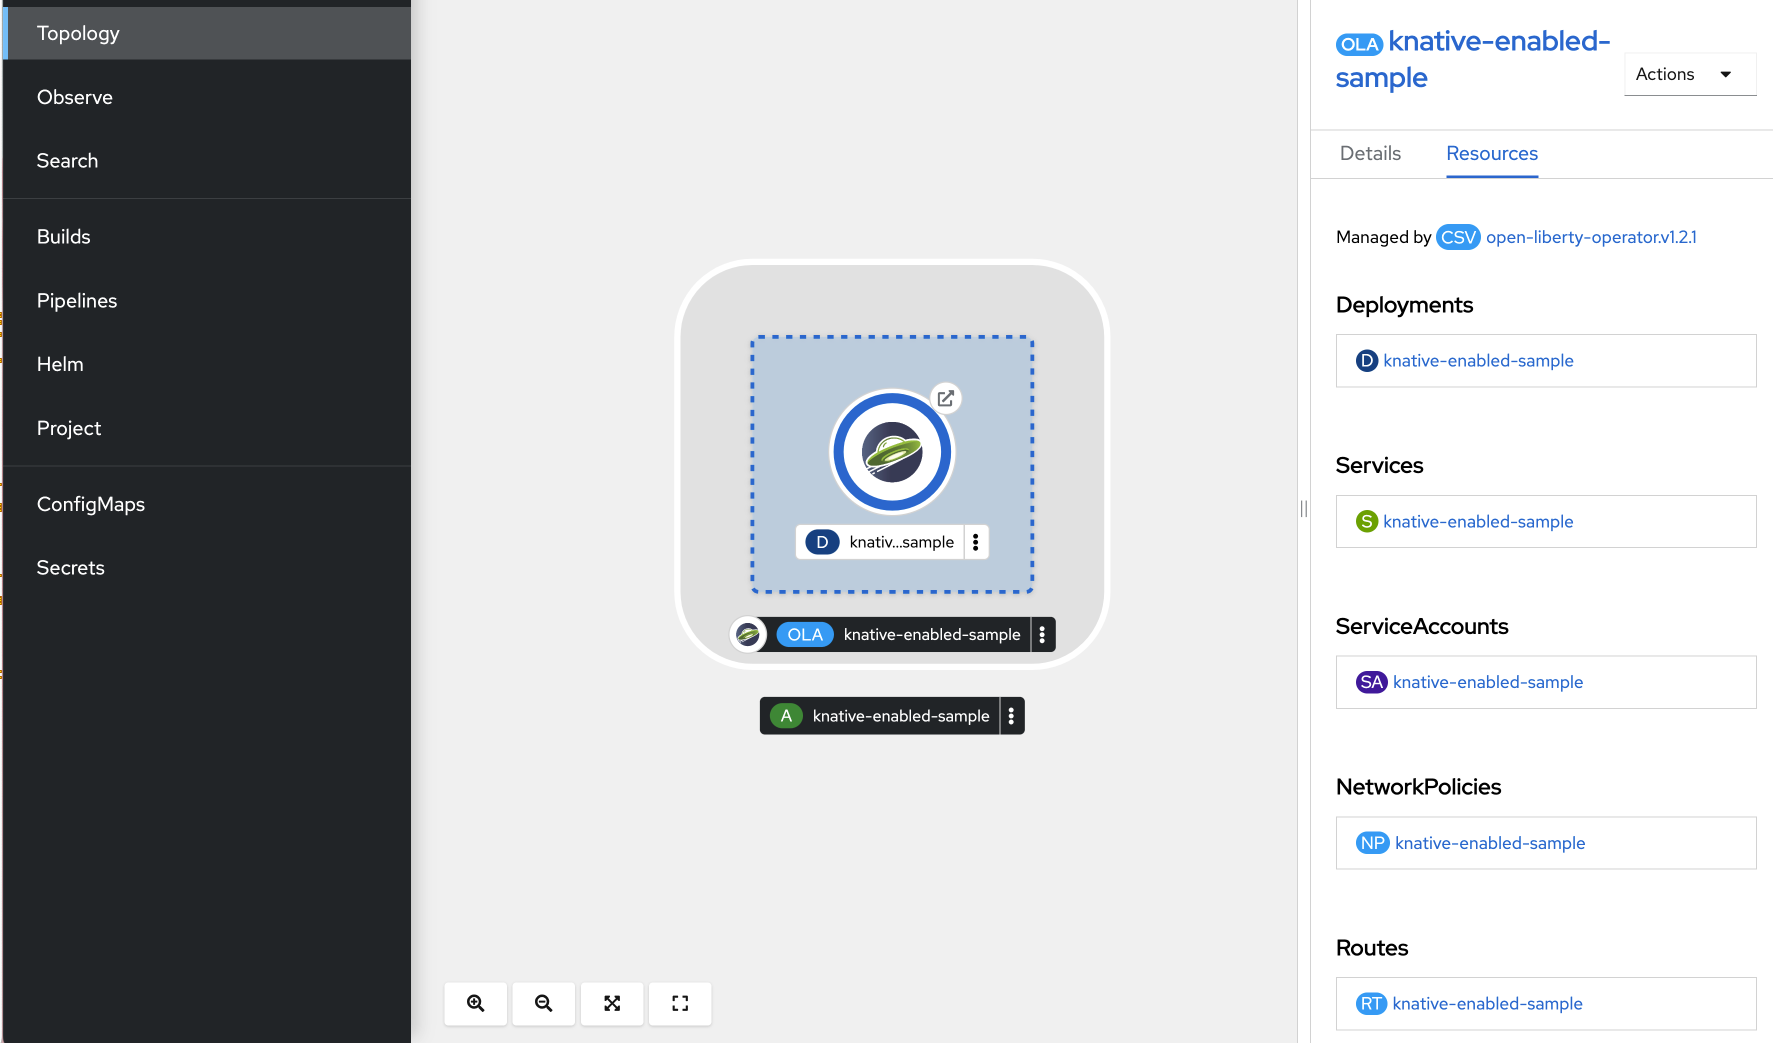 Topology
Observe
Search
Builds
Pipelines
Helm
Project
ConfigMaps
Secrets
D knativ...sample
OLA knative-enabled-sample
A knative-enabled-sample
OLA knative-enabled-
sample
Actions
Details Resources
Managed by CSV open-liberty-operator.v1.2.1
Deployments
D knative-enabled-sample
Services
S knative-enabled-sample
ServiceAccounts
SA knative-enabled-sample
NetworkPolicies
NP knative-enabled-sample
Routes
RT knative-enabled-sample